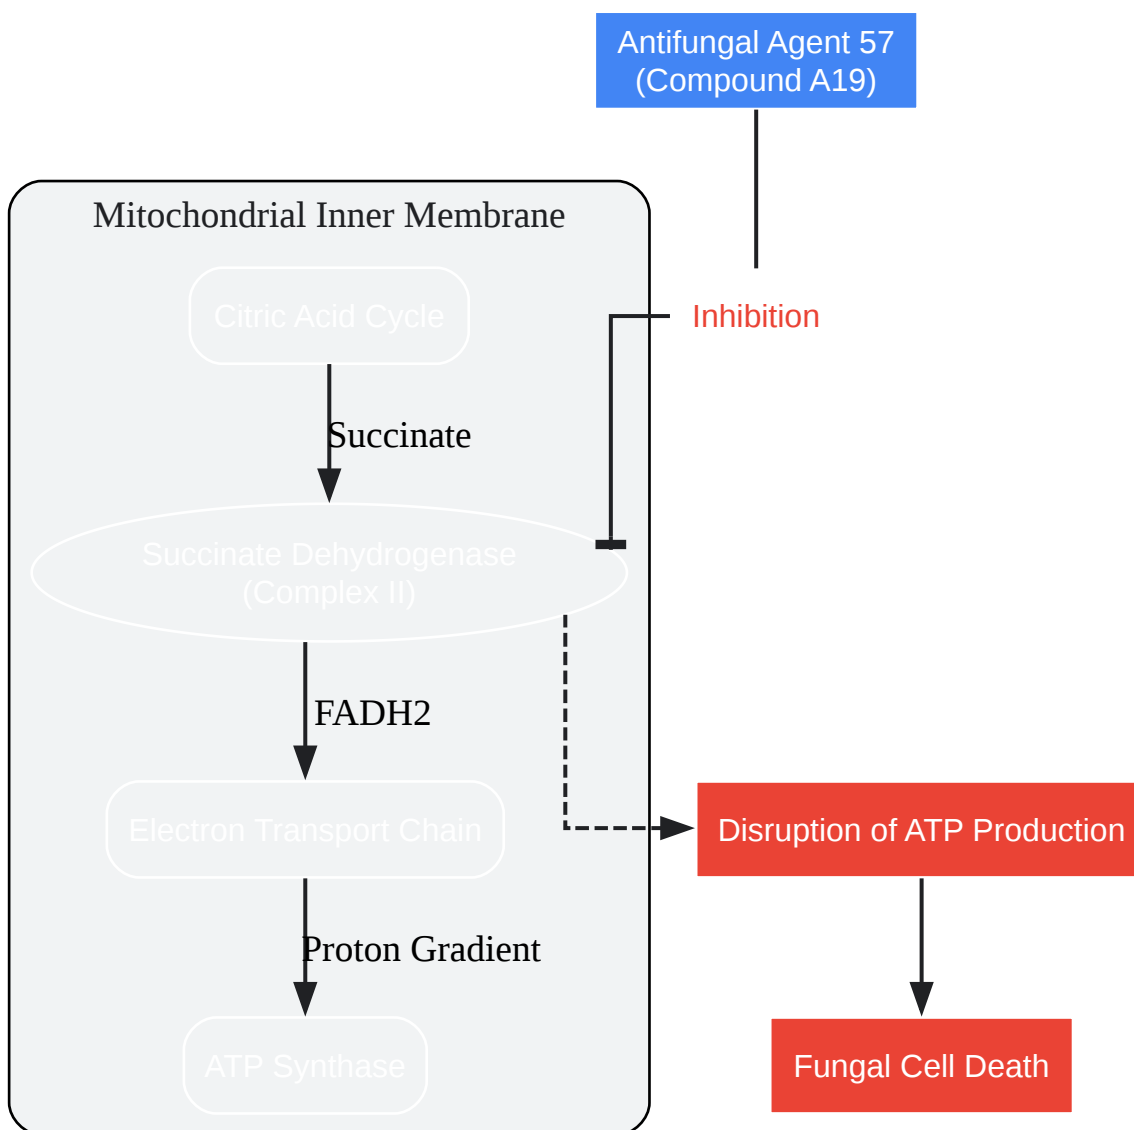 Antifungal Agent 57
(Compound A19)
Mitochondrial Inner Membrane
Citric Acid Cycle
Inhibition
Succinate
Succinate Dehydrogenase
(Complex II)
FADH2
Electron Transport Chain
Disruption of ATP Production
Proton Gradient
ATP Synthase
Fungal Cell Death